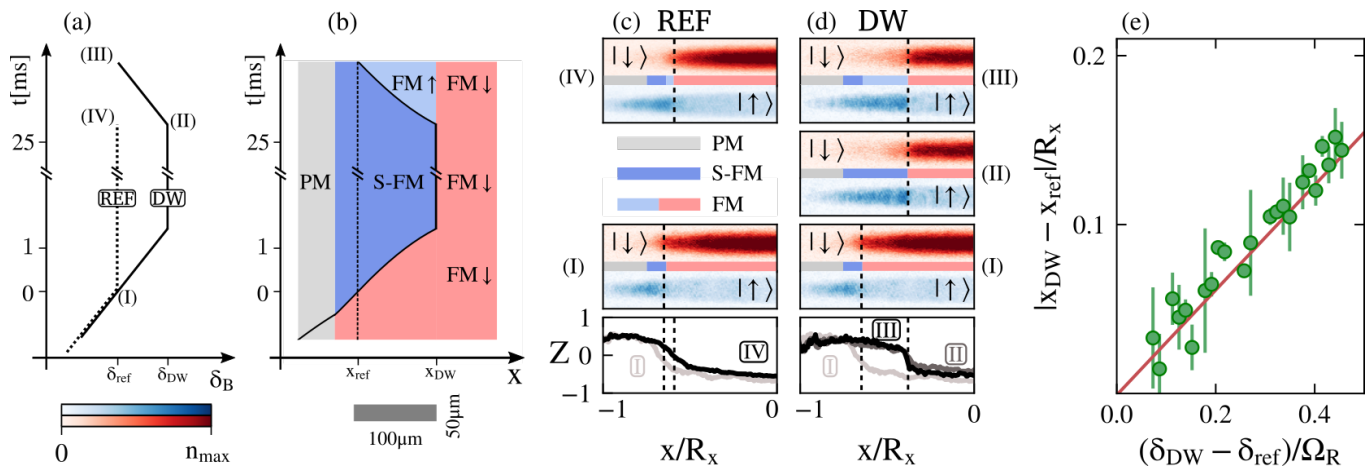 (a)
t[ms]
(III)
(IV)
(II)
25
REF
DW
1
0
(I)
δref
δDW
δB
0
nmax
(b)
t[ms]
25
1
0
PM
S-FM
FM↑
FM↓
FM↓
FM↓
xref
xDW
x
100μm
50μm
(c) REF
(IV)
|↓⟩
|↑⟩
PM
S-FM
FM
(I)
|↓⟩
|↑⟩
Z
1
0
−1
I
IV
−1
0
x/Rx
(d) DW
(III)
|↓⟩
|↑⟩
(II)
|↓⟩
|↑⟩
(I)
|↓⟩
|↑⟩
III
I
II
−1
0
x/Rx
(e)
|xDW − xref|/Rx
0.2
0.1
0.0
0.2
0.4
(δDW − δref)/ΩR